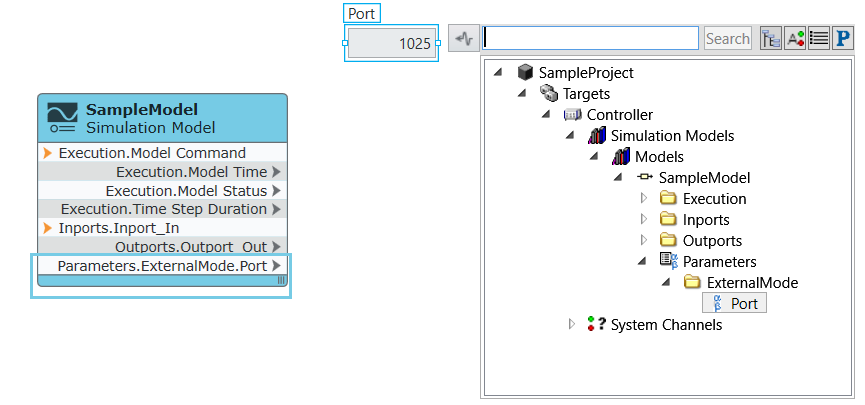 Port
1025
Search
P
SampleModel
Simulation Model
Execution.Model Command
Execution.Model Time
Execution.Model Status
Execution.Time Step Duration
Inports.Inport_In
Outports.Outport_Out
Parameters.ExternalMode.Port
SampleProject
Targets
Controller
Simulation Models
Models
SampleModel
Execution
Inports
Outports
Parameters
ExternalMode
Port
System Channels